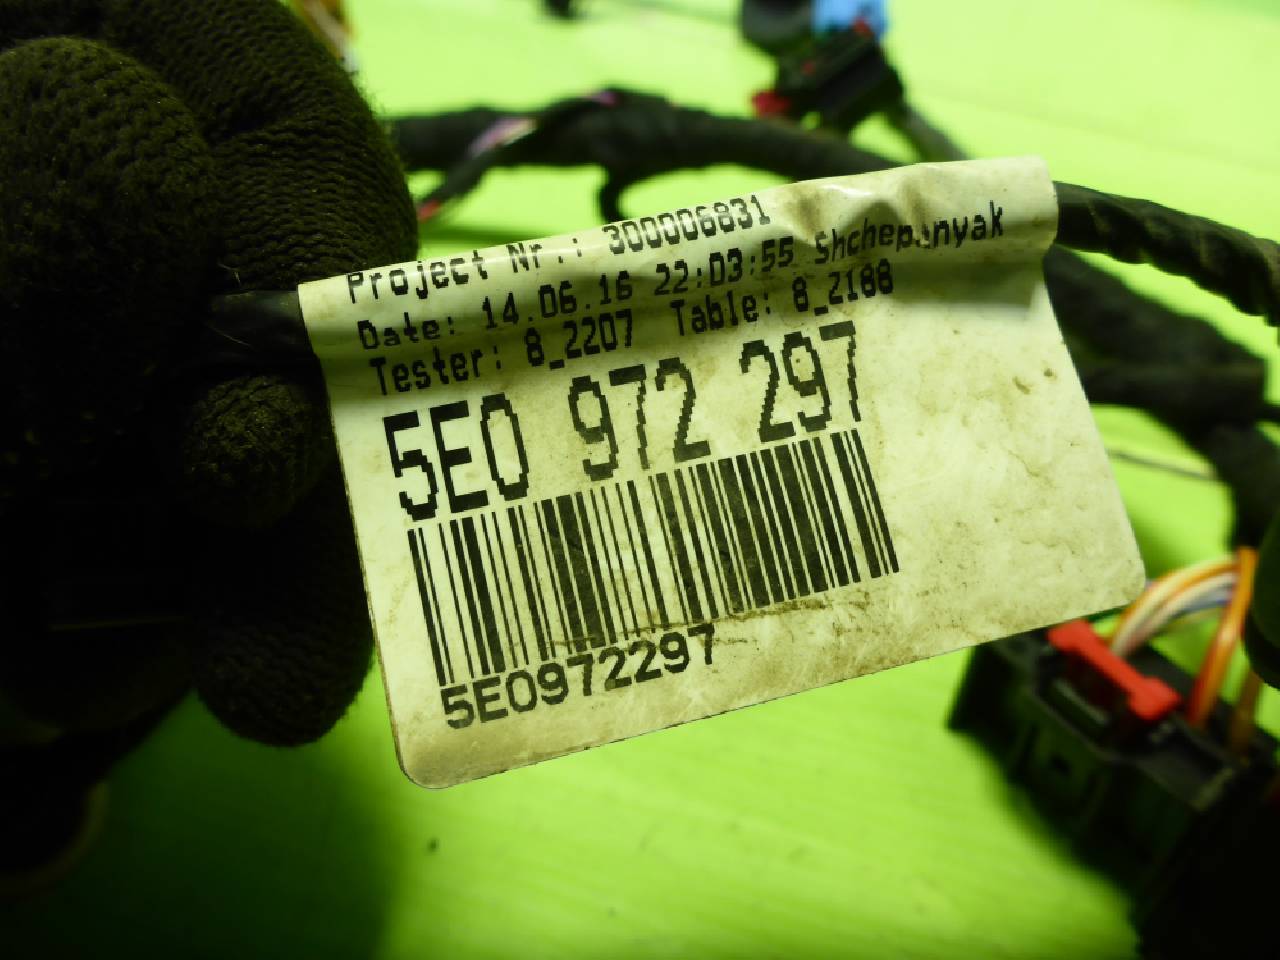 Project Nr.: 300006831
Date: 14.06.16 22:03:55 Shchepanyak
Tester: 8_2207 Table: 8_2188
5E0 972 297
5E0972297